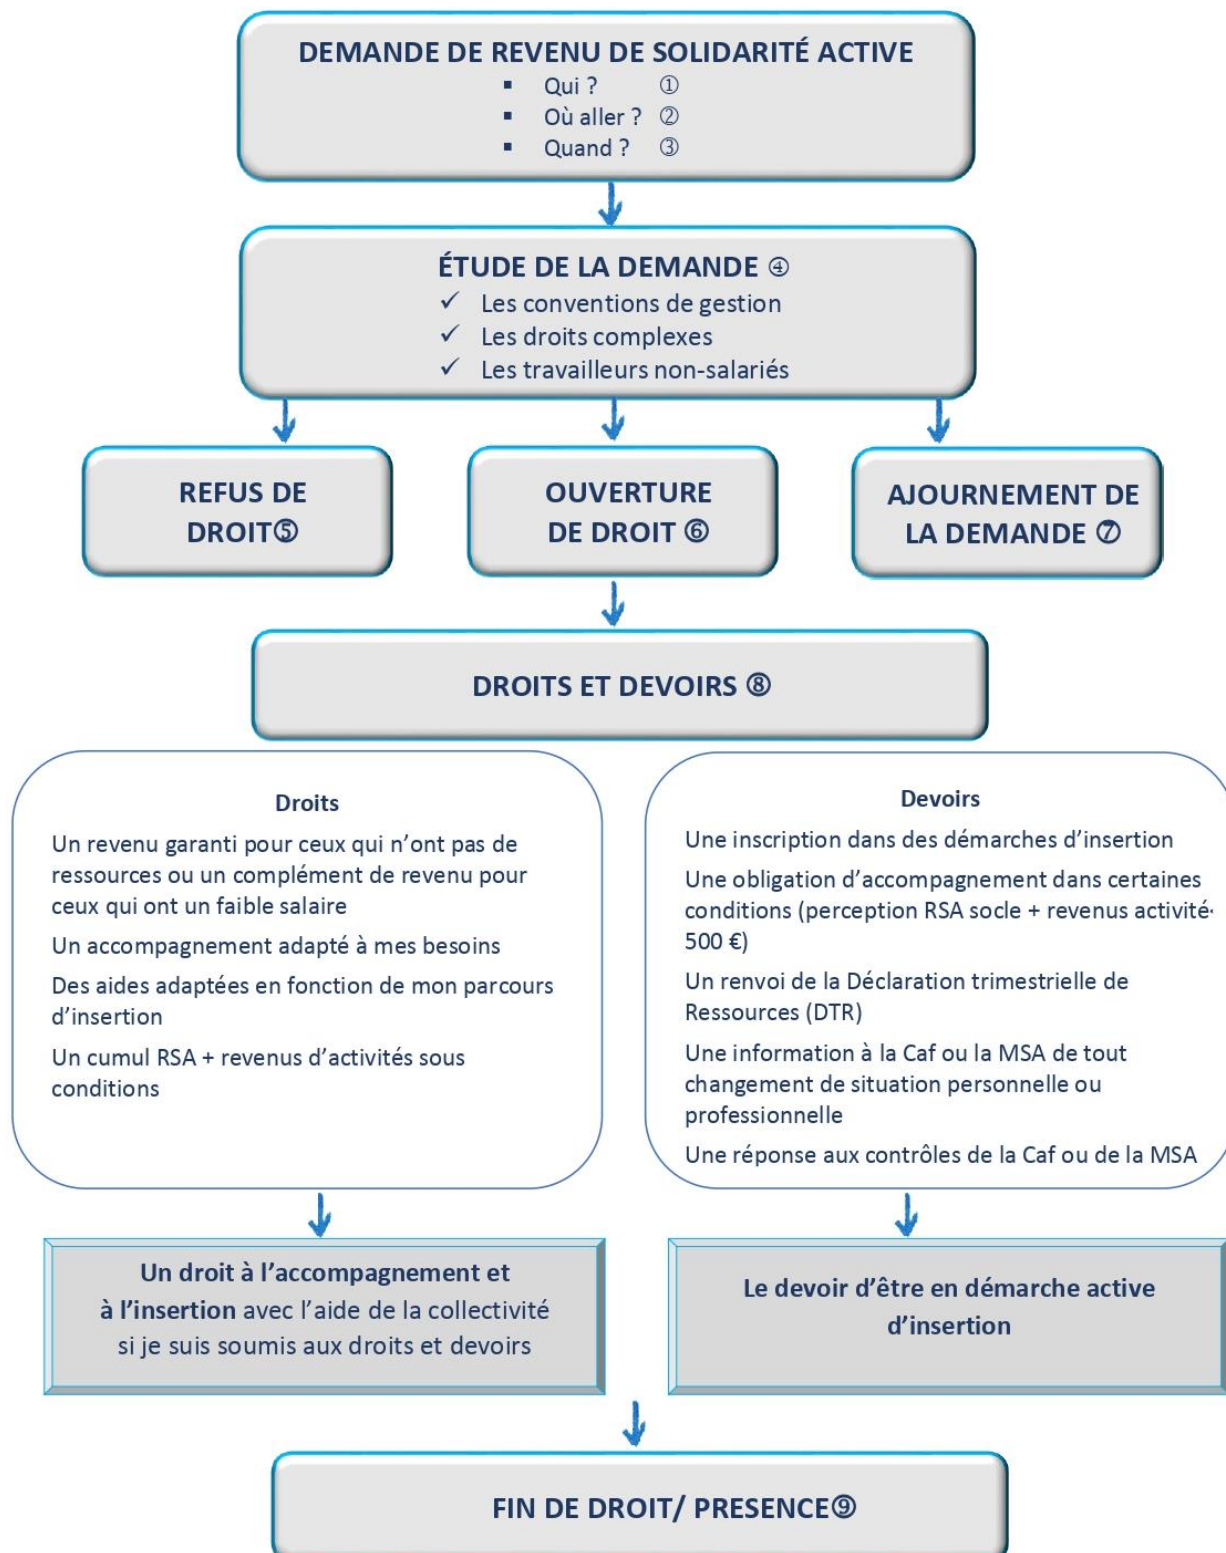 DEMANDE DE REVENU DE SOLIDARITÉ ACTIVE
▪ Qui ? ①
▪ Où aller ? ②
▪ Quand ? ③
ÉTUDE DE LA DEMANDE ④
✓ Les conventions de gestion
✓ Les droits complexes
✓ Les travailleurs non-salariés
REFUS DE
DROIT⑤
OUVERTURE
DE DROIT ⑥
AJOURNEMENT DE
LA DEMANDE ⑦
DROITS ET DEVOIRS ⑧
Droits
Un revenu garanti pour ceux qui n’ont pas de
ressources ou un complément de revenu pour
ceux qui ont un faible salaire
Un accompagnement adapté à mes besoins
Des aides adaptées en fonction de mon parcours
d’insertion
Un cumul RSA + revenus d’activités sous
conditions
Devoirs
Une inscription dans des démarches d’insertion
Une obligation d’accompagnement dans certaines
conditions (perception RSA socle + revenus activité
500 €)
Un renvoi de la Déclaration trimestrielle de
Ressources (DTR)
Une information à la Caf ou la MSA de tout
changement de situation personnelle ou
professionnelle
Une réponse aux contrôles de la Caf ou de la MSA
Un droit à l’accompagnement et
à l’insertion avec l’aide de la collectivité
si je suis soumis aux droits et devoirs
Le devoir d’être en démarche active
d’insertion
FIN DE DROIT/ PRESENCE⑨